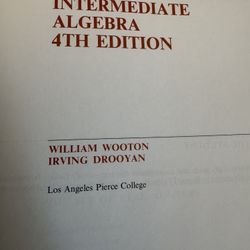 INTERMEDIATE
ALGEBRA
4TH EDITION
WILLIAM WOOTON
IRVING DROOYAN
Los Angeles Pierce College